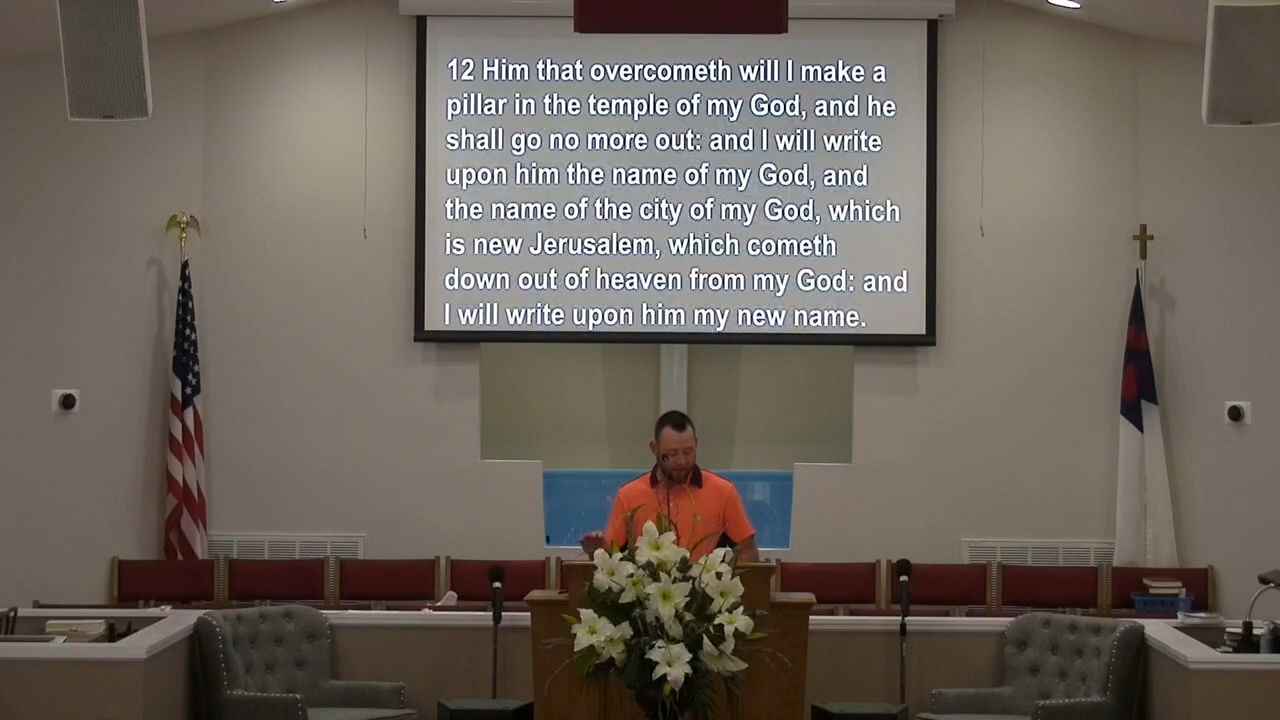 12 Him that overcometh will I make a
pillar in the temple of my God, and he
shall go no more out: and I will write
upon him the name of my God, and
the name of the city of my God, which
is new Jerusalem, which cometh
down out of heaven from my God: and
I will write upon him my new name.